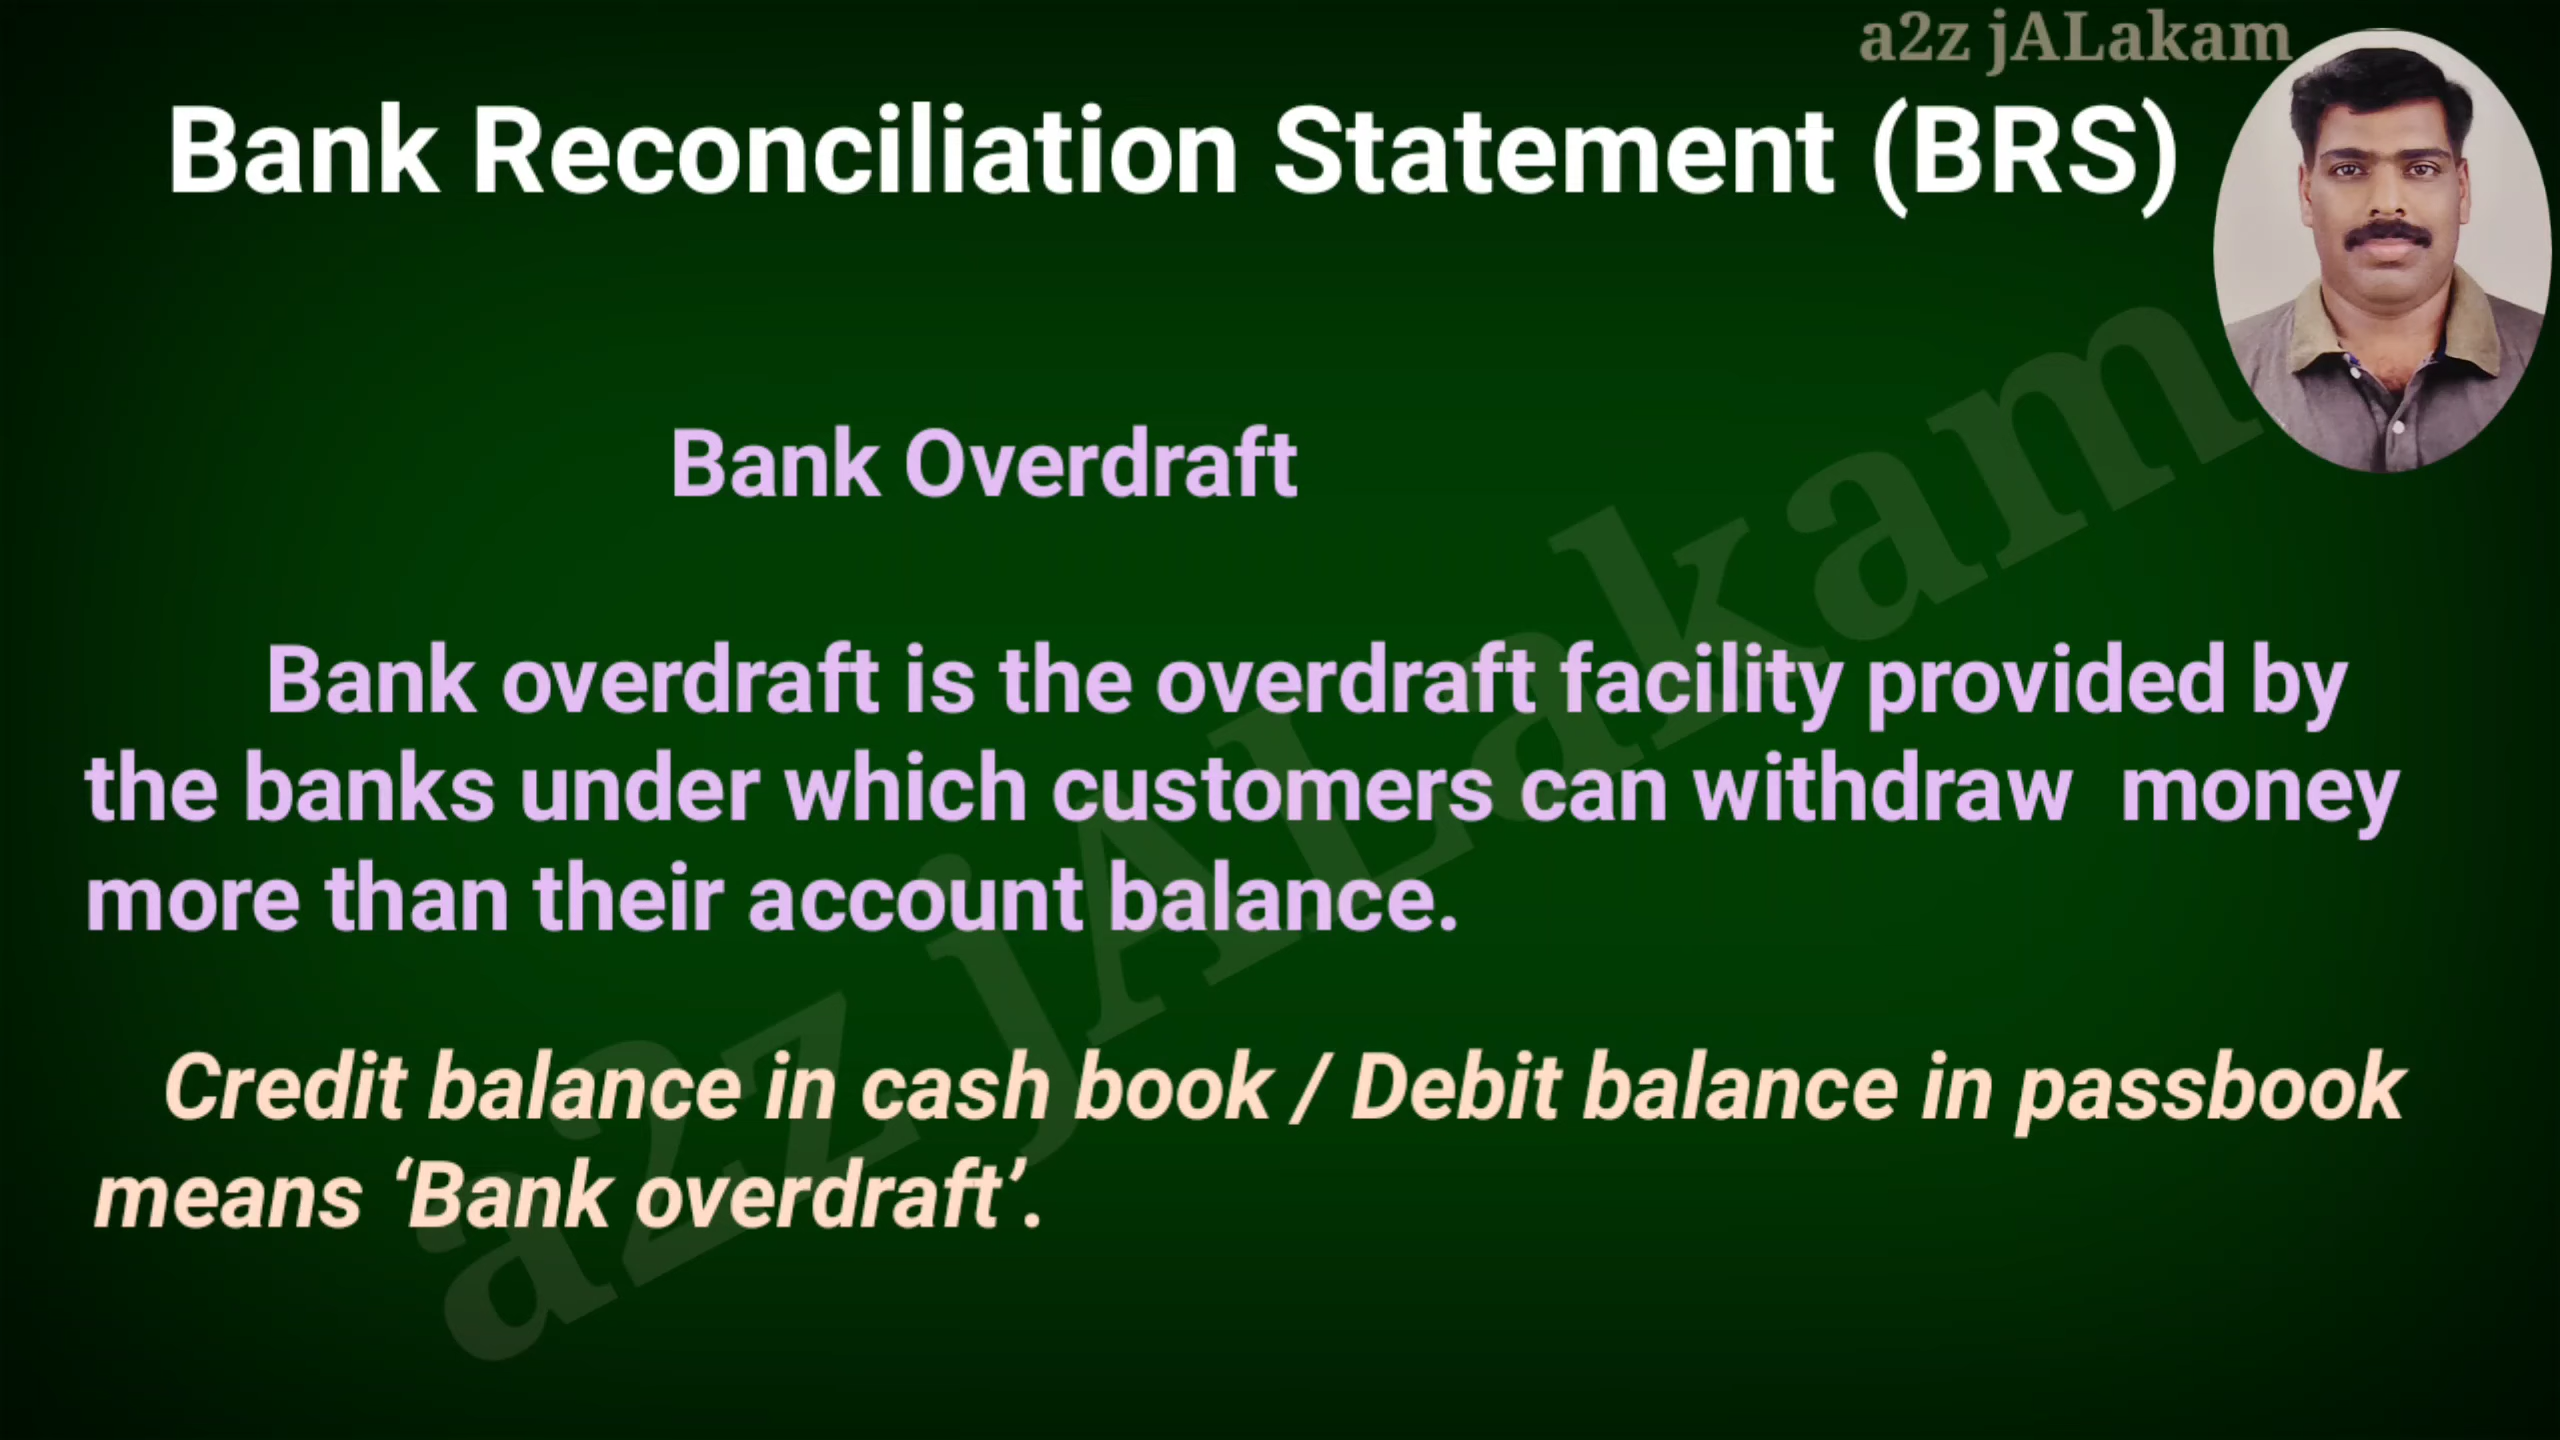 a2z jALakam
Bank Reconciliation Statement (BRS)
Bank Overdraft
Bank overdraft is the overdraft facility provided by
the banks under which customers can withdraw  money
more than their account balance.
Credit balance in cash book / Debit balance in passbook
means ‘Bank overdraft’.
a2z jALakam